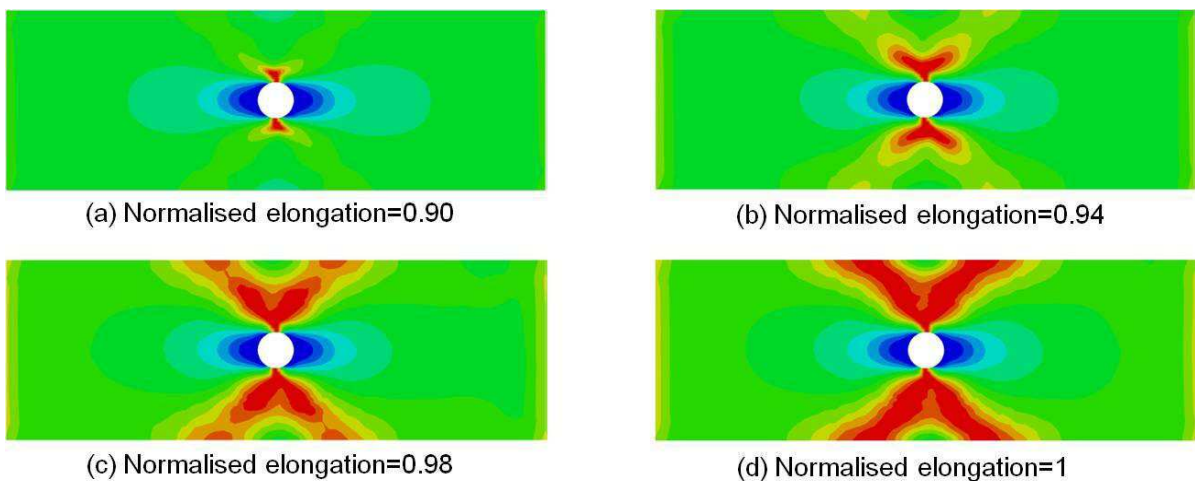 (a) Normalised elongation=0.90
(b) Normalised elongation=0.94
(c) Normalised elongation=0.98
(d) Normalised elongation=1